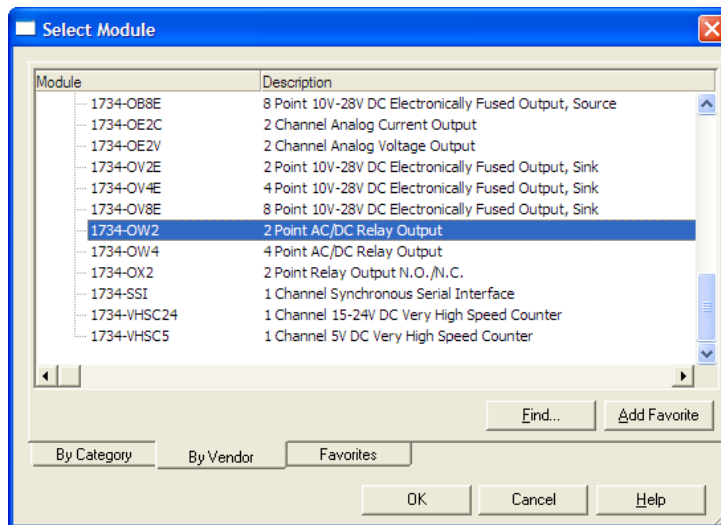 Select Module
Module Description
1734-OB8E 8 Point 10V-28V DC Electronically Fused Output, Source
1734-OE2C 2 Channel Analog Current Output
1734-OE2V 2 Channel Analog Voltage Output
1734-OV2E 2 Point 10V-28V DC Electronically Fused Output, Sink
1734-OV4E 4 Point 10V-28V DC Electronically Fused Output, Sink
1734-OV8E 8 Point 10V-28V DC Electronically Fused Output, Sink
1734-OW2 2 Point AC/DC Relay Output
1734-OW4 4 Point AC/DC Relay Output
1734-OX2 2 Point Relay Output N.O./N.C.
1734-SSI 1 Channel Synchronous Serial Interface
1734-VHSC24 1 Channel 15-24V DC Very High Speed Counter
1734-VHSC5 1 Channel 5V DC Very High Speed Counter
Find... Add Favorite
By Category By Vendor Favorites
OK Cancel Help